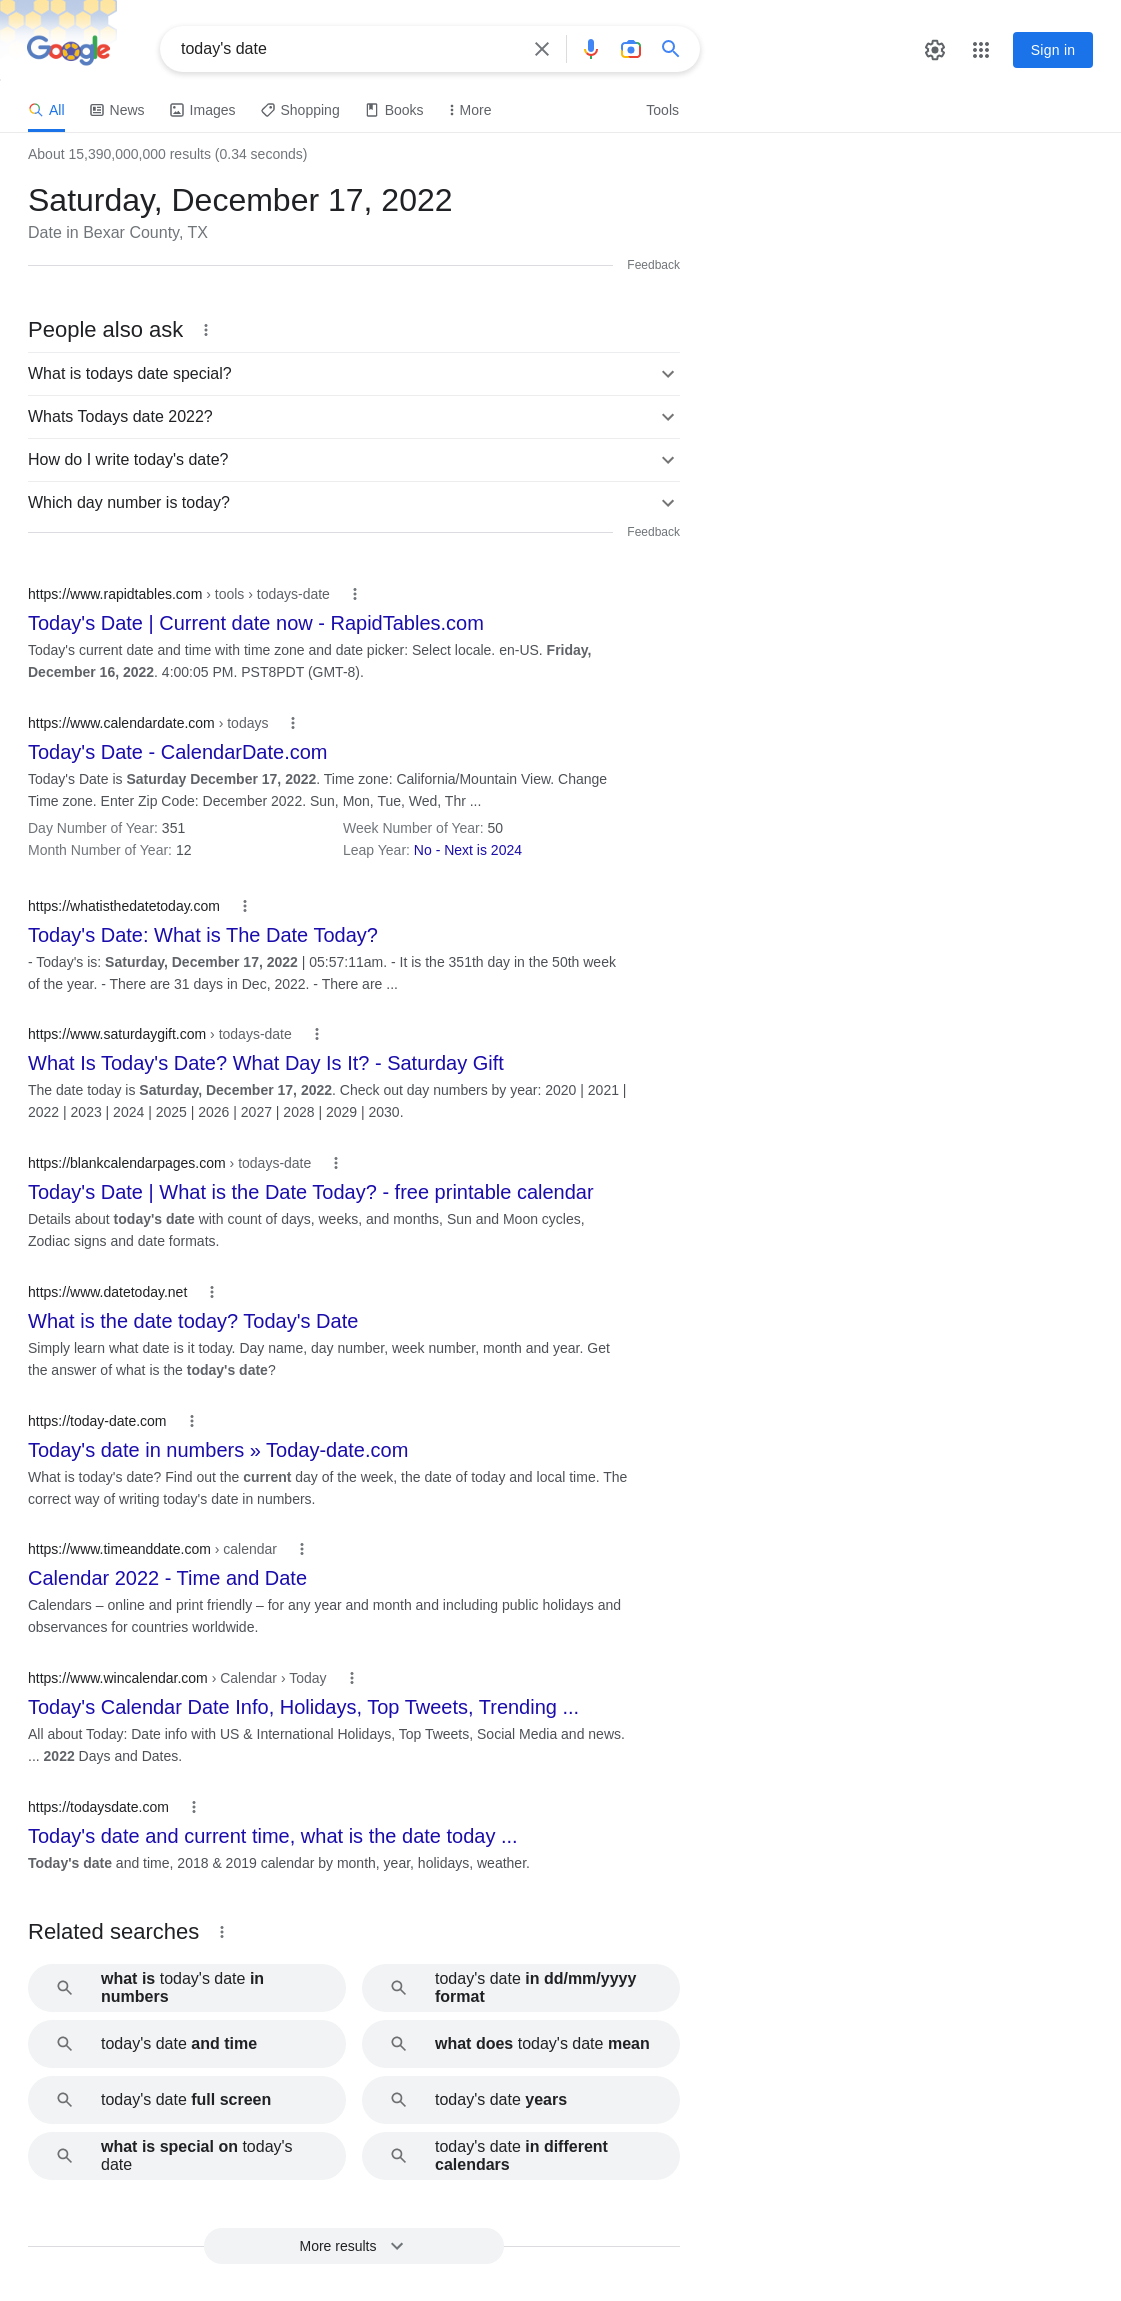 Google
today's date
Sign in
All
News
Images
Shopping
Books
More
Tools
About 15,390,000,000 results (0.34 seconds)
Saturday, December 17, 2022
Date in Bexar County, TX
Feedback
People also ask
What is todays date special?
Whats Todays date 2022?
How do I write today's date?
Which day number is today?
Feedback
https://www.rapidtables.com › tools › todays-date
Today's Date | Current date now - RapidTables.com
Today's current date and time with time zone and date picker: Select locale. en-US. Friday,
December 16, 2022. 4:00:05 PM. PST8PDT (GMT-8).
https://www.calendardate.com › todays
Today's Date - CalendarDate.com
Today's Date is Saturday December 17, 2022. Time zone: California/Mountain View. Change
Time zone. Enter Zip Code: December 2022. Sun, Mon, Tue, Wed, Thr ...
Day Number of Year: 351
Week Number of Year: 50
Month Number of Year: 12
Leap Year: No - Next is 2024
https://whatisthedatetoday.com
Today's Date: What is The Date Today?
- Today's is: Saturday, December 17, 2022 | 05:57:11am. - It is the 351th day in the 50th week
of the year. - There are 31 days in Dec, 2022. - There are ...
https://www.saturdaygift.com › todays-date
What Is Today's Date? What Day Is It? - Saturday Gift
The date today is Saturday, December 17, 2022. Check out day numbers by year: 2020 | 2021 |
2022 | 2023 | 2024 | 2025 | 2026 | 2027 | 2028 | 2029 | 2030.
https://blankcalendarpages.com › todays-date
Today's Date | What is the Date Today? - free printable calendar
Details about today's date with count of days, weeks, and months, Sun and Moon cycles,
Zodiac signs and date formats.
https://www.datetoday.net
What is the date today? Today's Date
Simply learn what date is it today. Day name, day number, week number, month and year. Get
the answer of what is the today's date?
https://today-date.com
Today's date in numbers » Today-date.com
What is today's date? Find out the current day of the week, the date of today and local time. The
correct way of writing today's date in numbers.
https://www.timeanddate.com › calendar
Calendar 2022 - Time and Date
Calendars – online and print friendly – for any year and month and including public holidays and
observances for countries worldwide.
https://www.wincalendar.com › Calendar › Today
Today's Calendar Date Info, Holidays, Top Tweets, Trending ...
All about Today: Date info with US & International Holidays, Top Tweets, Social Media and news.
... 2022 Days and Dates.
https://todaysdate.com
Today's date and current time, what is the date today ...
Today's date and time, 2018 & 2019 calendar by month, year, holidays, weather.
Related searches
what is today's date in
numbers
today's date in dd/mm/yyyy
format
today's date and time
what does today's date mean
today's date full screen
today's date years
what is special on today's
date
today's date in different
calendars
More results